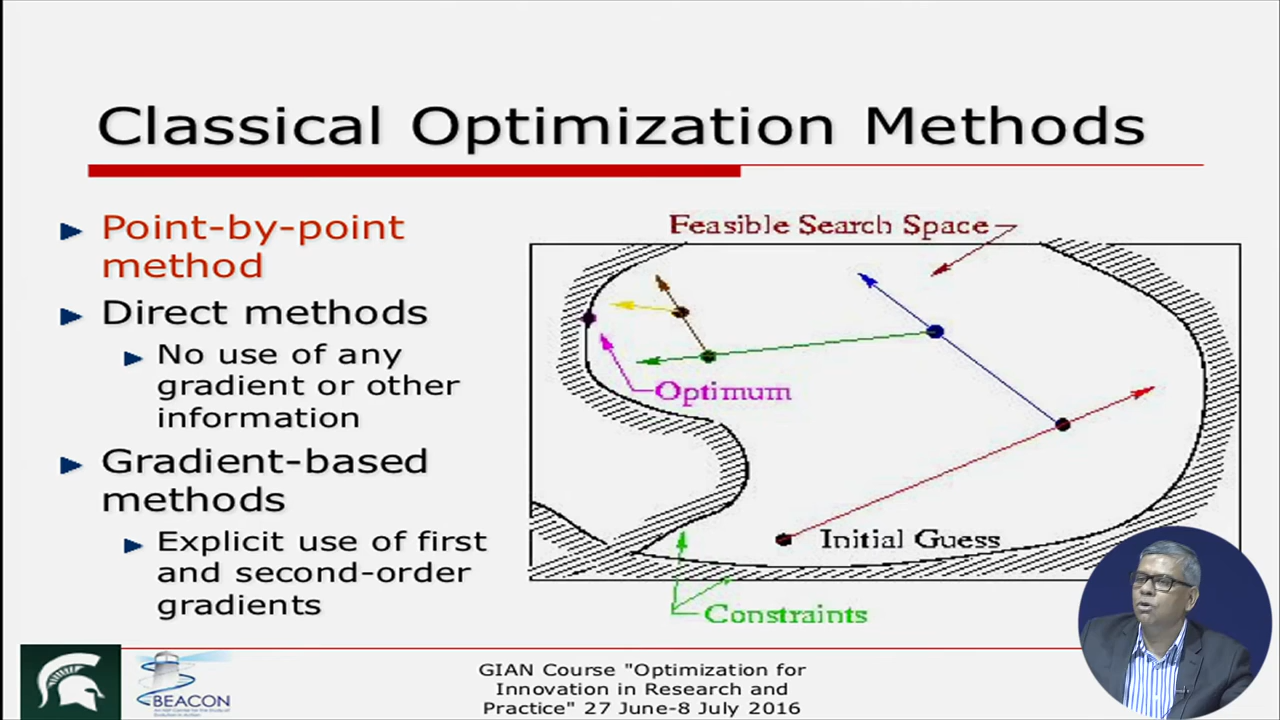 Classical Optimization Methods
Point-by-point
method
Direct methods
No use of any
gradient or other
information
Gradient-based
methods
Explicit use of first
and second-order
gradients
Feasible Search Space
Optimum
Initial Guess
Constraints
BEACON
GIAN Course "Optimization for
Innovation in Research and
Practice" 27 June-8 July 2016